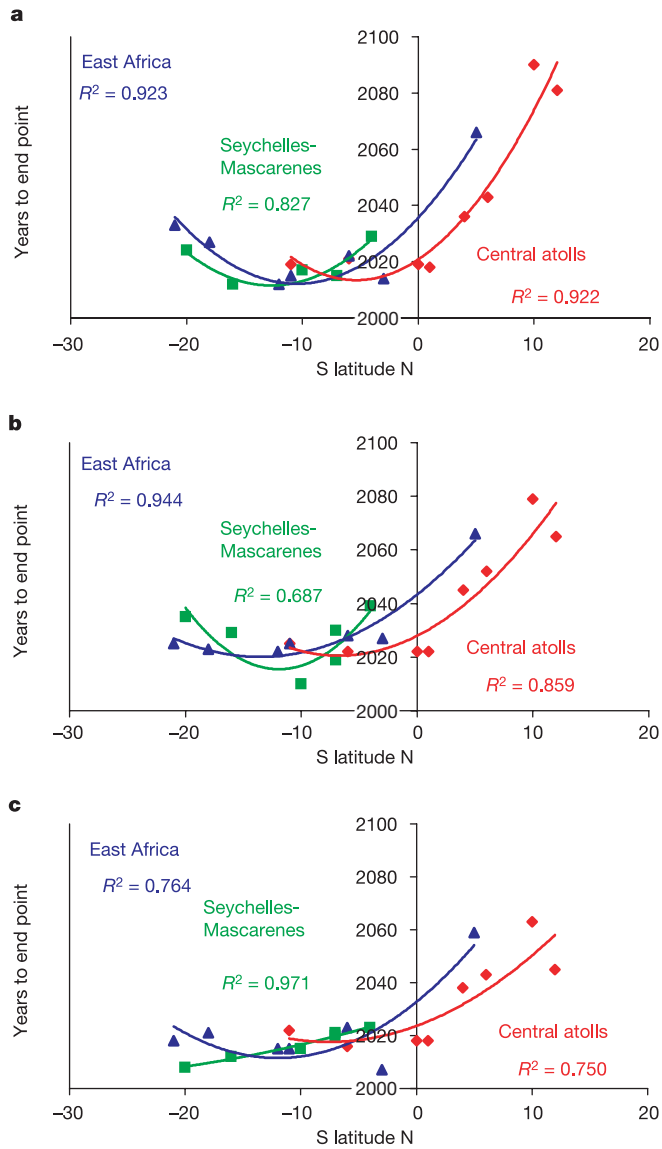 a
2100
East Africa
R² = 0.923
2080
Seychelles-
Mascarenes
2060
R² = 0.827
2040
Years to end point
2020
Central atolls
R² = 0.922
2000
–30
–20
–10
0
10
20
S latitude N
b
2100
East Africa
R² = 0.944
2080
Seychelles-
Mascarenes
2060
R² = 0.687
2040
Years to end point
2020
Central atolls
R² = 0.859
2000
–30
–20
–10
0
10
20
S latitude N
c
2100
East Africa
R² = 0.764
2080
Seychelles-
Mascarenes
2060
R² = 0.971
2040
Years to end point
2020
Central atolls
R² = 0.750
2000
–30
–20
–10
0
10
20
S latitude N